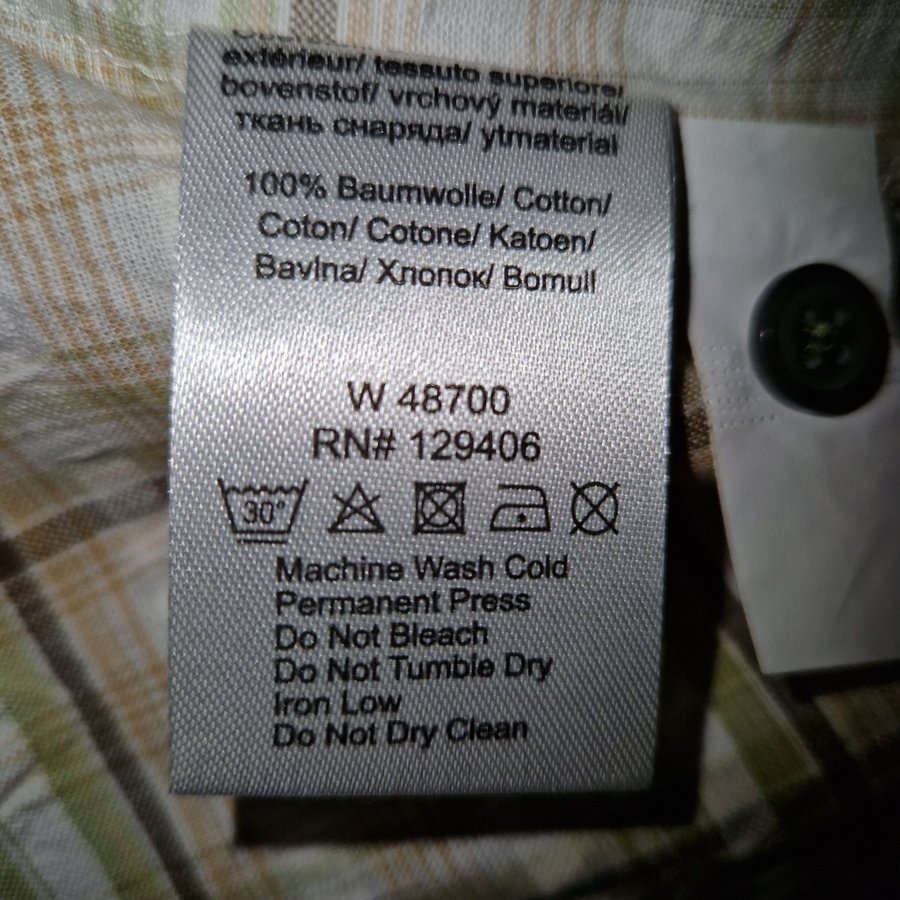 extérieur/ tessuto superiore/
bovenstof/ vrchový materiál/
ткань снаряда/ ytmaterial
100% Baumwolle/ Cotton/
Coton/ Cotone/ Katoen/
Bavlna/ Хлопок/ Bomull
W 48700
RN# 129406
30°
Machine Wash Cold
Permanent Press
Do Not Bleach
Do Not Tumble Dry
Iron Low
Do Not Dry Clean